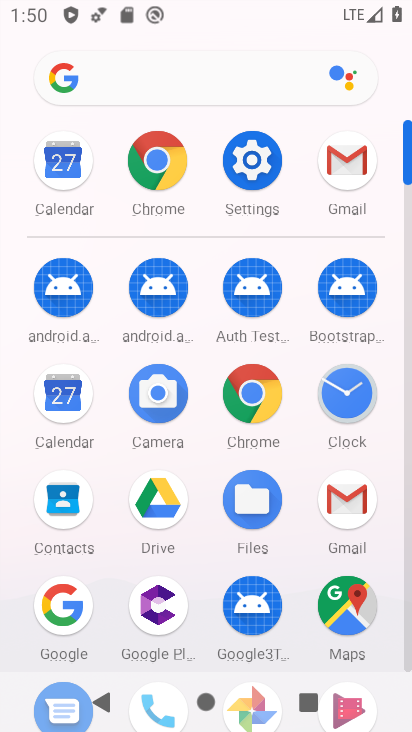 1:50 LTE
Calendar Chrome Settings Gmail
android.a... android.a... Auth Test... Bootstrap...
27
27
Calendar Camera Chrome Clock
Contacts Drive Files Gmail
Google Google Pl... Google3T... Maps